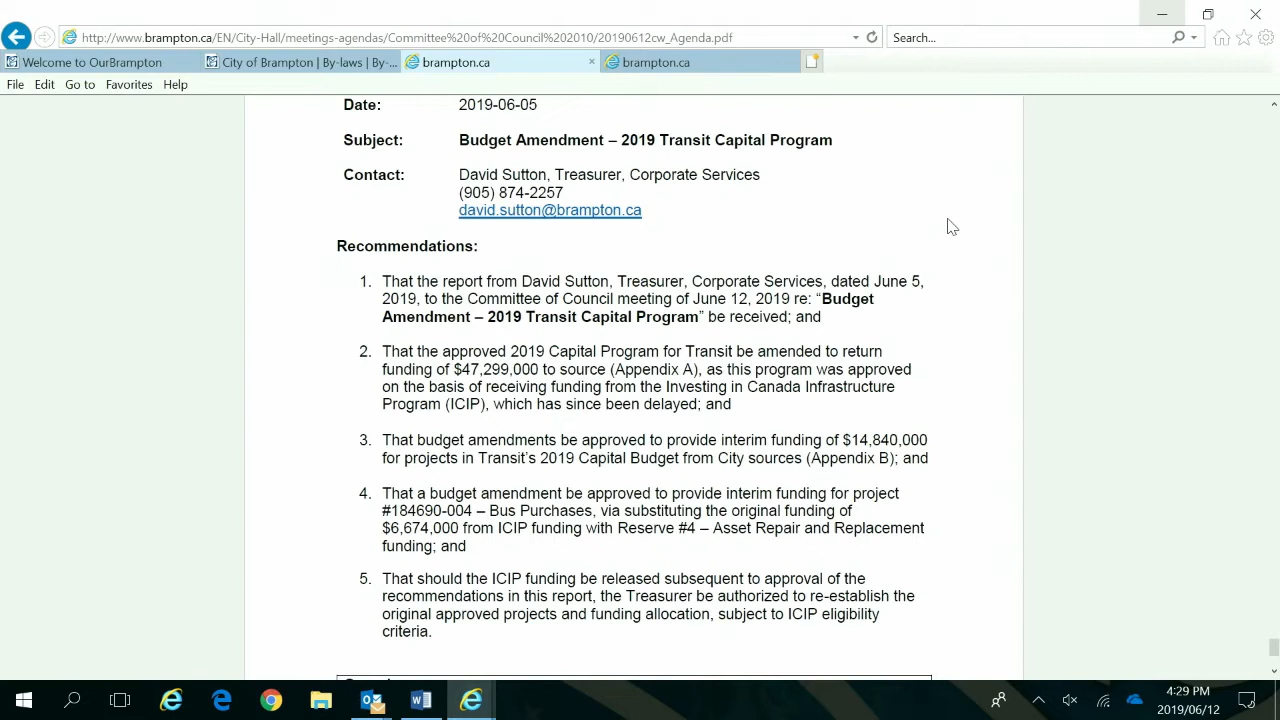 http://www.brampton.ca/EN/City-Hall/meetings-agendas/Committee%20of%20Council%202010/20190612cw_Agenda.pdf
Search...
Welcome to OurBrampton
City of Brampton | By-laws | By-...
brampton.ca
brampton.ca
File Edit Go to Favorites Help
Date: 2019-06-05
Subject: Budget Amendment – 2019 Transit Capital Program
Contact: David Sutton, Treasurer, Corporate Services
(905) 874-2257
david.sutton@brampton.ca
Recommendations:
1. That the report from David Sutton, Treasurer, Corporate Services, dated June 5,
2019, to the Committee of Council meeting of June 12, 2019 re: “Budget
Amendment – 2019 Transit Capital Program” be received; and
2. That the approved 2019 Capital Program for Transit be amended to return
funding of $47,299,000 to source (Appendix A), as this program was approved
on the basis of receiving funding from the Investing in Canada Infrastructure
Program (ICIP), which has since been delayed; and
3. That budget amendments be approved to provide interim funding of $14,840,000
for projects in Transit’s 2019 Capital Budget from City sources (Appendix B); and
4. That a budget amendment be approved to provide interim funding for project
#184690-004 – Bus Purchases, via substituting the original funding of
$6,674,000 from ICIP funding with Reserve #4 – Asset Repair and Replacement
funding; and
5. That should the ICIP funding be released subsequent to approval of the
recommendations in this report, the Treasurer be authorized to re-establish the
original approved projects and funding allocation, subject to ICIP eligibility
criteria.
4:29 PM
2019/06/12